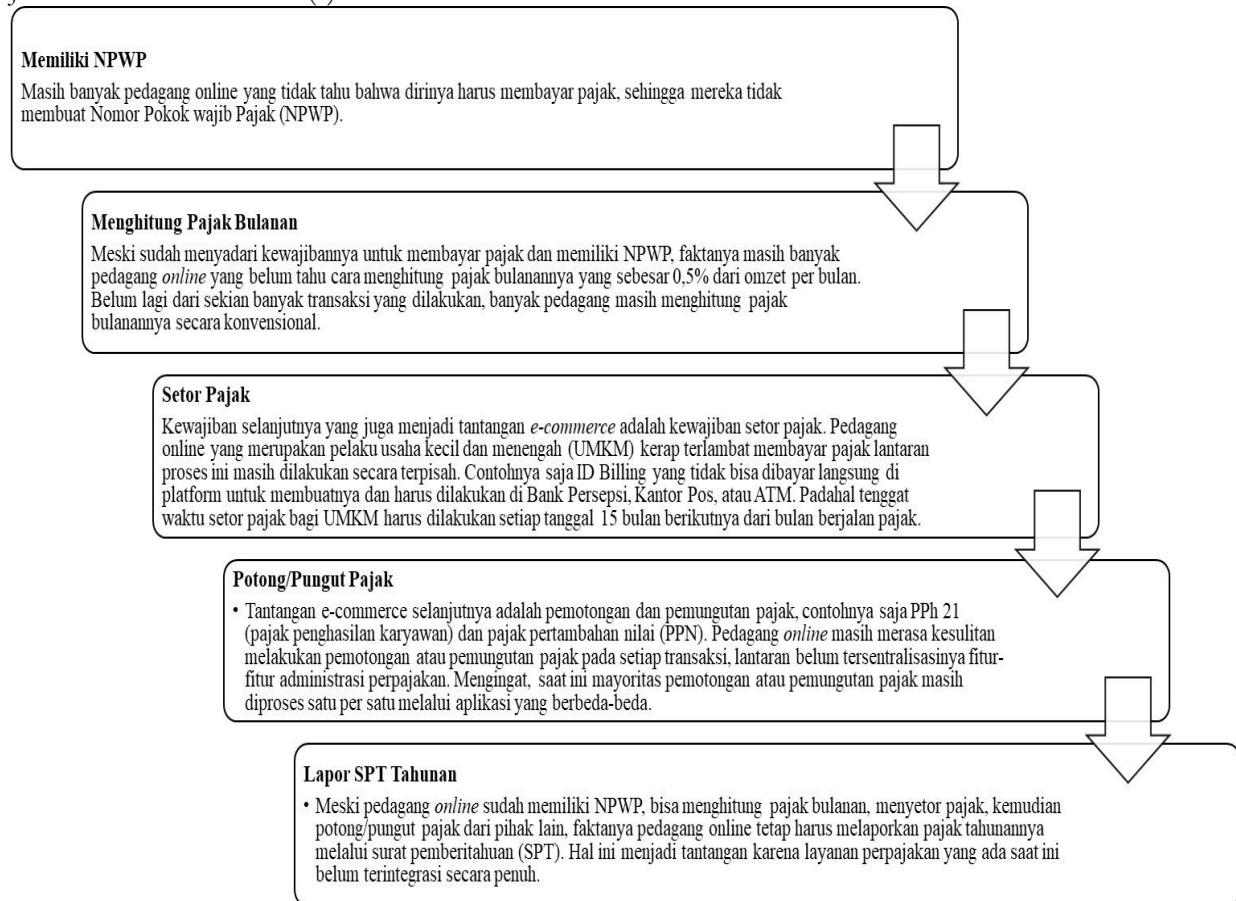 Memiliki NPWP
Masih banyak pedagang online yang tidak tahu bahwa dirinya harus membayar pajak, sehingga mereka tidak
membuat Nomor Pokok wajib Pajak (NPWP).
Menghitung Pajak Bulanan
Meski sudah menyadari kewajibannya untuk membayar pajak dan memiliki NPWP, faktanya masih banyak
pedagang online yang belum tahu cara menghitung pajak bulanannya yang sebesar 0,5% dari omzet per bulan.
Belum lagi dari sekian banyak transaksi yang dilakukan, banyak pedagang masih menghitung pajak
bulanannya secara konvensional.
Setor Pajak
Kewajiban selanjutnya yang juga menjadi tantangan e-commerce adalah kewajiban setor pajak. Pedagang
online yang merupakan pelaku usaha kecil dan menengah (UMKM) kerap terlambat membayar pajak lantaran
proses ini masih dilakukan secara terpisah. Contohnya saja ID Billing yang tidak bisa dibayar langsung di
platform untuk membuatnya dan harus dilakukan di Bank Persepsi, Kantor Pos, atau ATM. Padahal tenggat
waktu setor pajak bagi UMKM harus dilakukan setiap tanggal 15 bulan berikutnya dari bulan berjalan pajak.
Potong/Pungut Pajak
• Tantangan e-commerce selanjutnya adalah pemotongan dan pemungutan pajak, contohnya saja PPh 21
(pajak penghasilan karyawan) dan pajak pertambahan nilai (PPN). Pedagang online masih merasa kesulitan
melakukan pemotongan atau pemungutan pajak pada setiap transaksi, lantaran belum tersentralisasinya fitur-
fitur administrasi perpajakan. Mengingat, saat ini mayoritas pemotongan atau pemungutan pajak masih
diproses satu per satu melalui aplikasi yang berbeda-beda.
Lapor SPT Tahunan
• Meski pedagang online sudah memiliki NPWP, bisa menghitung pajak bulanan, menyetor pajak, kemudian
potong/pungut pajak dari pihak lain, faktanya pedagang online tetap harus melaporkan pajak tahunannya
melalui surat pemberitahuan (SPT). Hal ini menjadi tantangan karena layanan perpajakan yang ada saat ini
belum terintegrasi secara penuh.